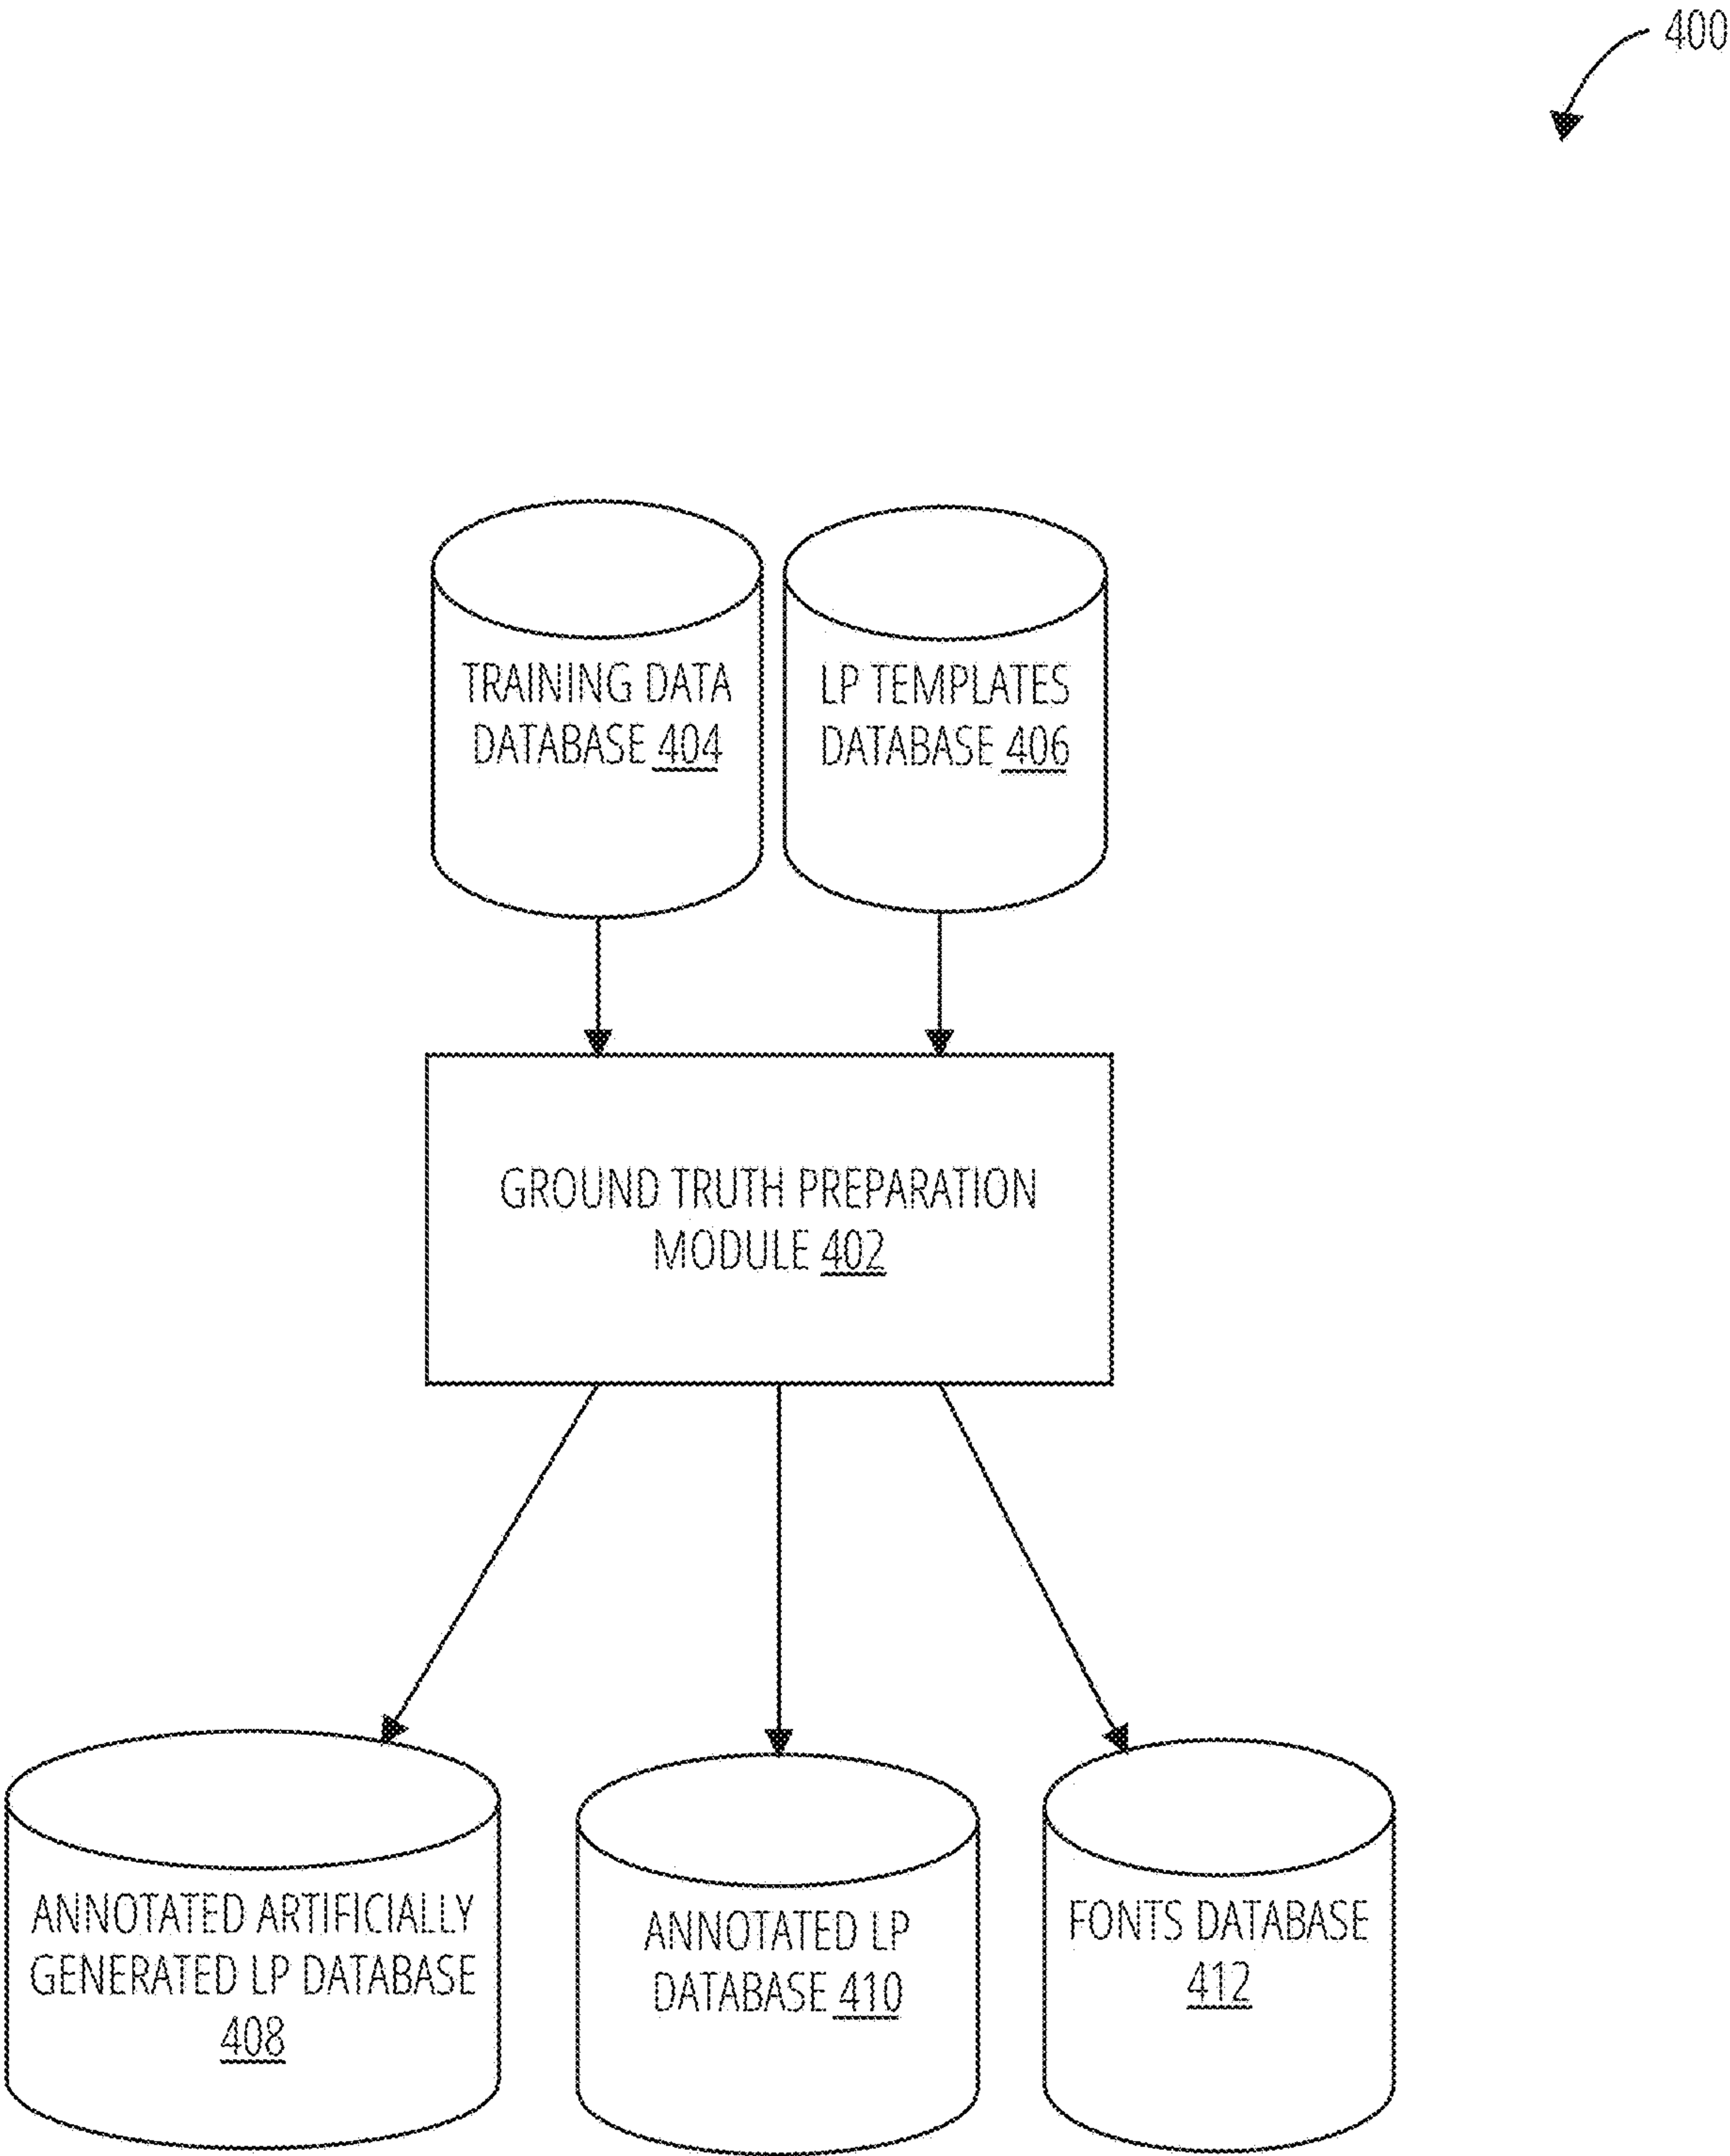 400
TRAINING DATA
DATABASE 404
LP TEMPLATES
DATABASE 406
GROUND TRUTH PREPARATION
MODULE 402
ANNOTATED ARTIFICIALLY
GENERATED LP DATABASE
408
ANNOTATED LP
DATABASE 410
FONTS DATABASE
412